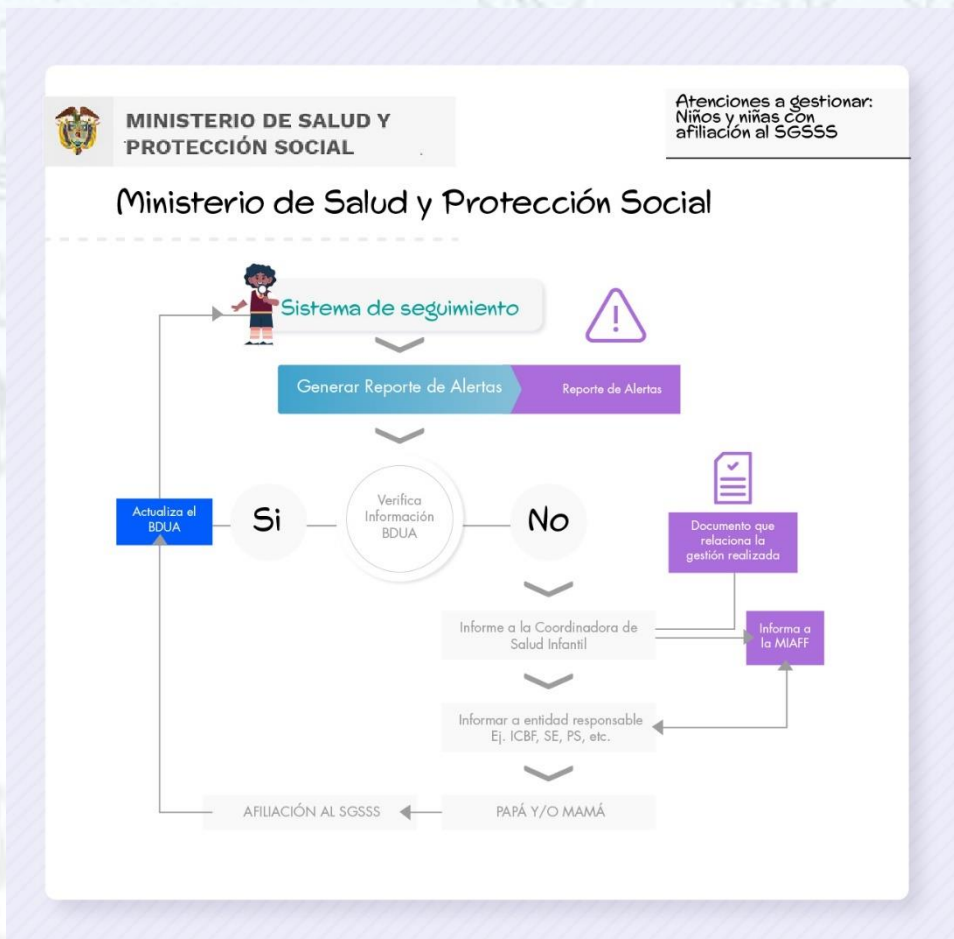 MINISTERIO DE SALUD Y
PROTECCIÓN SOCIAL
Atenciones a gestionar:
Niños y niñas con
afiliación al SGSSS
Ministerio de Salud y Protección Social
Sistema de seguimiento
Generar Reporte de Alertas
Reporte de Alertas
Actualiza el
BDUA
Si
Verifica
Información
BDUA
No
Documento que
relaciona la
gestión realizada
Informe a la Coordinadora de
Salud Infantil
Informa a
la MIAFF
Informar a entidad responsable
Ej. ICBF, SE, PS, etc.
AFILIACIÓN AL SGSSS
PAPÁ Y/O MAMÁ